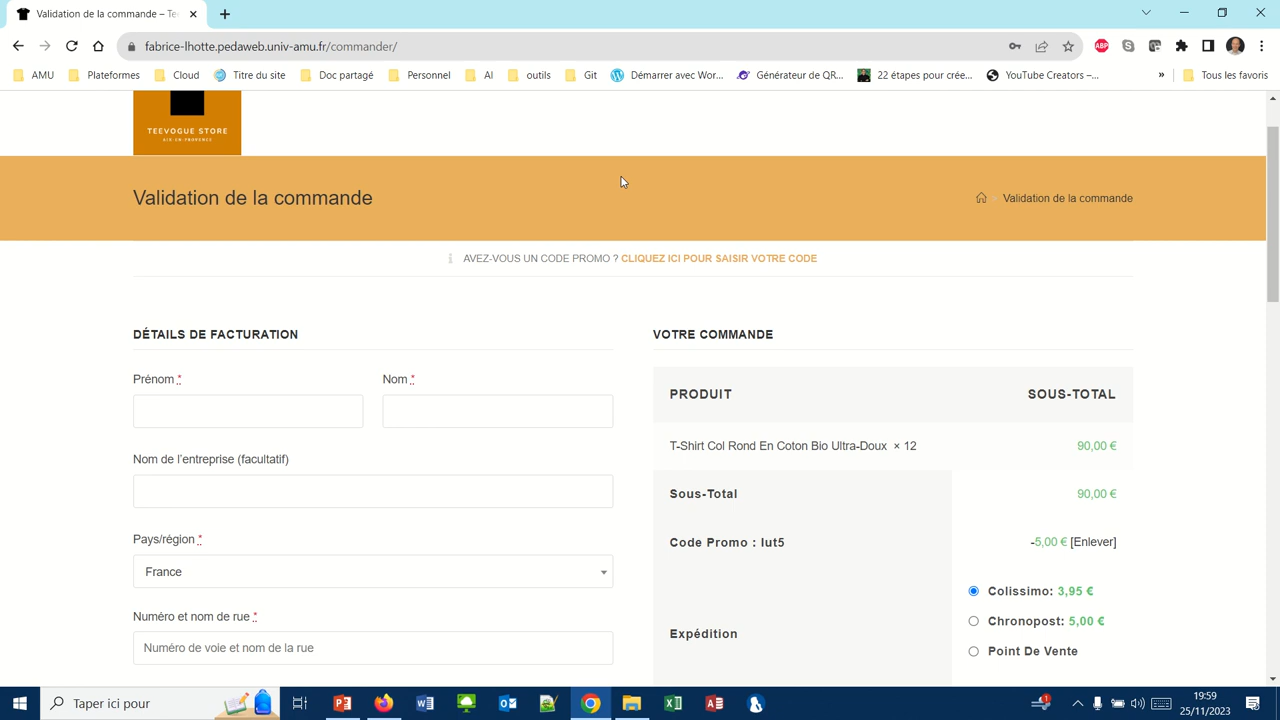 Validation de la commande – Te
fabrice-lhotte.pedaweb.univ-amu.fr/commander/
ABP
AMU Plateformes Cloud Titre du site Doc partagé Personnel AI outils Git Démarrer avec Wor... Générateur de QR... 22 étapes pour crée... YouTube Creators –... » Tous les favoris
TEEVOGUE STORE
AIX-EN-PROVENCE
Validation de la commande
Validation de la commande
AVEZ-VOUS UN CODE PROMO ? CLIQUEZ ICI POUR SAISIR VOTRE CODE
DÉTAILS DE FACTURATION
Prénom *
Nom *
Nom de l’entreprise (facultatif)
Pays/région *
France
Numéro et nom de rue *
Numéro de voie et nom de la rue
VOTRE COMMANDE
PRODUIT SOUS-TOTAL
T-Shirt Col Rond En Coton Bio Ultra-Doux × 12 90,00 €
Sous-Total 90,00 €
Code Promo : Iut5 -5,00 € [Enlever]
Expédition
Colissimo: 3,95 €
Chronopost: 5,00 €
Point De Vente
Taper ici pour
19:59
25/11/2023